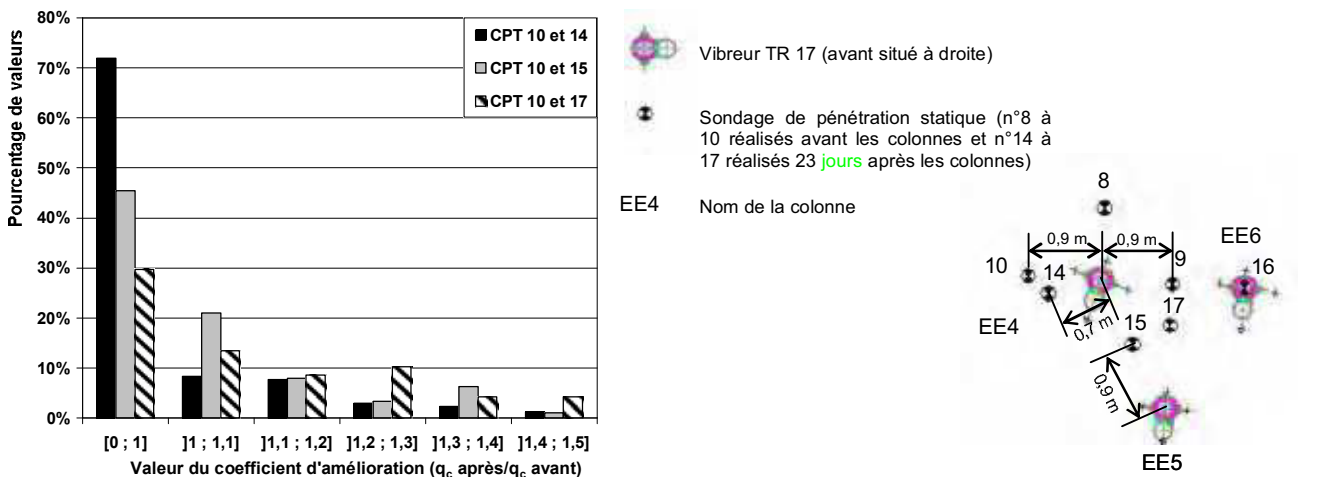 80%
70%
60%
50%
40%
30%
20%
10%
0%
Pourcentage de valeurs
CPT 10 et 14
CPT 10 et 15
CPT 10 et 17
[0 ; 1]
]1 ; 1,1]
]1,1 ; 1,2]
]1,2 ; 1,3]
]1,3 ; 1,4]
]1,4 ; 1,5]
Valeur du coefficient d'amélioration (qc après/qc avant)
Vibreur TR 17 (avant situé à droite)
Sondage de pénétration statique (n°8 à
10 réalisés avant les colonnes et n°14 à
17 réalisés 23 jours après les colonnes)
EE4 Nom de la colonne
8
0,9 m
0,9 m
EE6
10
14
9
16
17
EE4
0,7 m
15
0,9 m
EE5